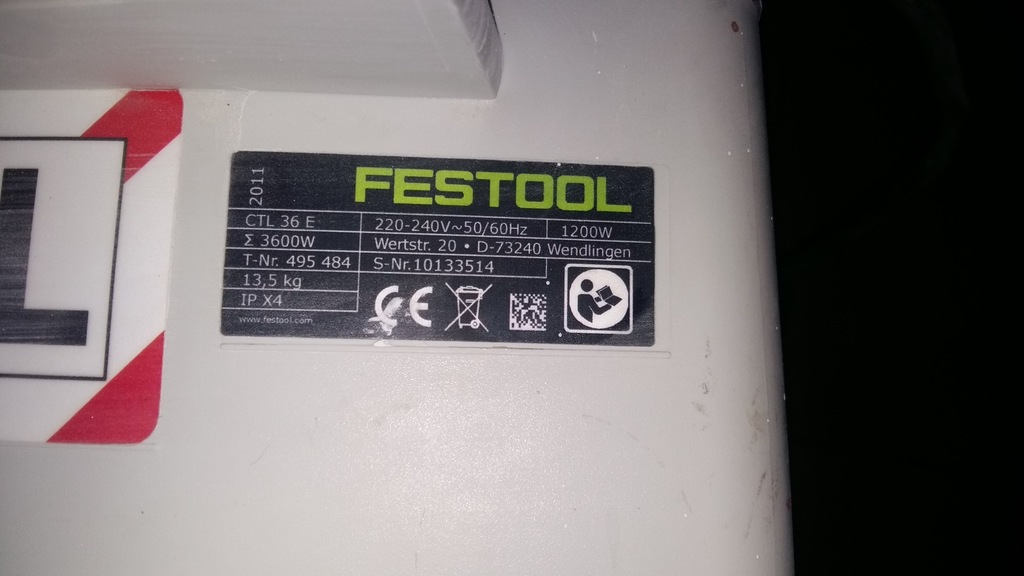 2011
FESTOOL
CTL 36 E
220-240V~50/60Hz
1200W
Σ 3600W
Wertstr. 20 • D-73240 Wendlingen
T-Nr. 495 484
S-Nr.10133514
13,5 kg
IP X4
CE
www.festool.com
L